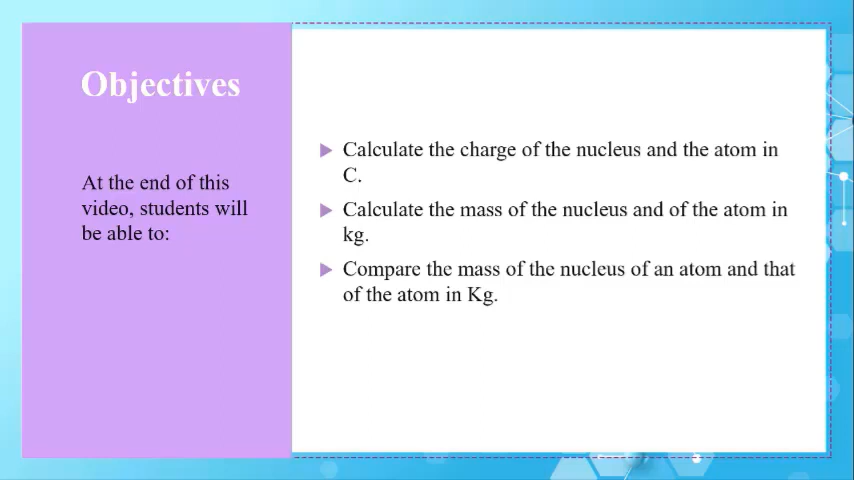 Objectives
At the end of this
video, students will
be able to:
Calculate the charge of the nucleus and the atom in
C.
Calculate the mass of the nucleus and of the atom in
kg.
Compare the mass of the nucleus of an atom and that
of the atom in Kg.